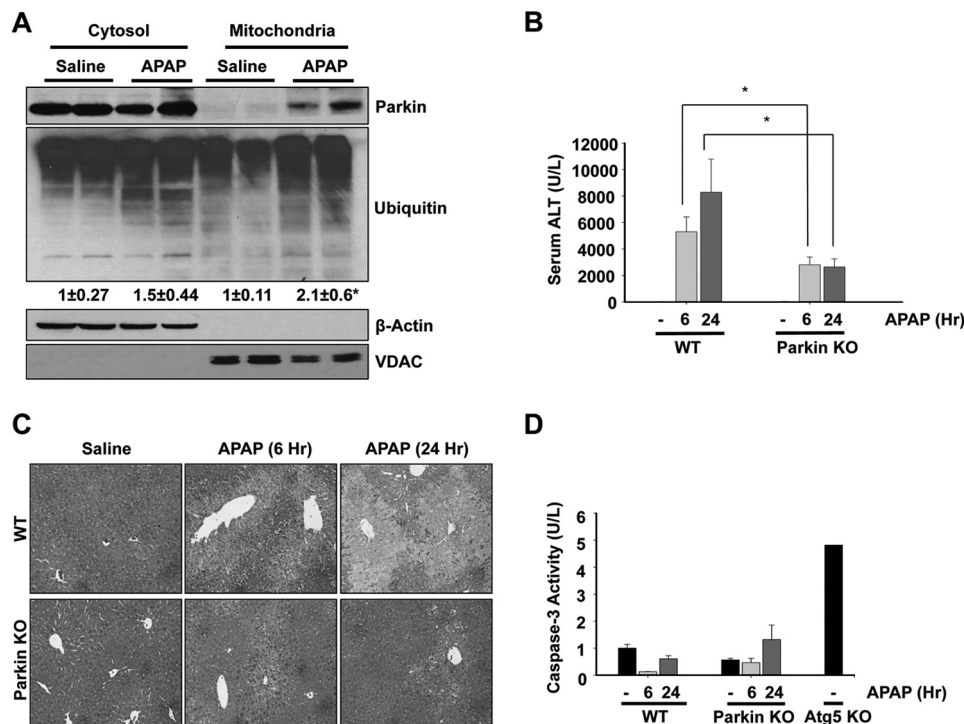 A
Cytosol Mitochondria
Saline APAP Saline APAP
Parkin
Ubiquitin
1±0.27 1.5±0.44 1±0.11 2.1±0.6*
β-Actin
VDAC
B
* 
*
Serum ALT (U/L)
14000
12000
10000
8000
6000
4000
2000
0
- 6 24 - 6 24 APAP (Hr)
WT Parkin KO
C
Saline APAP (6 Hr) APAP (24 Hr)
WT
Parkin KO
D
Caspase-3 Activity (U/L)
6
5
4
3
2
1
0
- 6 24 - 6 24 - APAP (Hr)
WT Parkin KO Atg5 KO